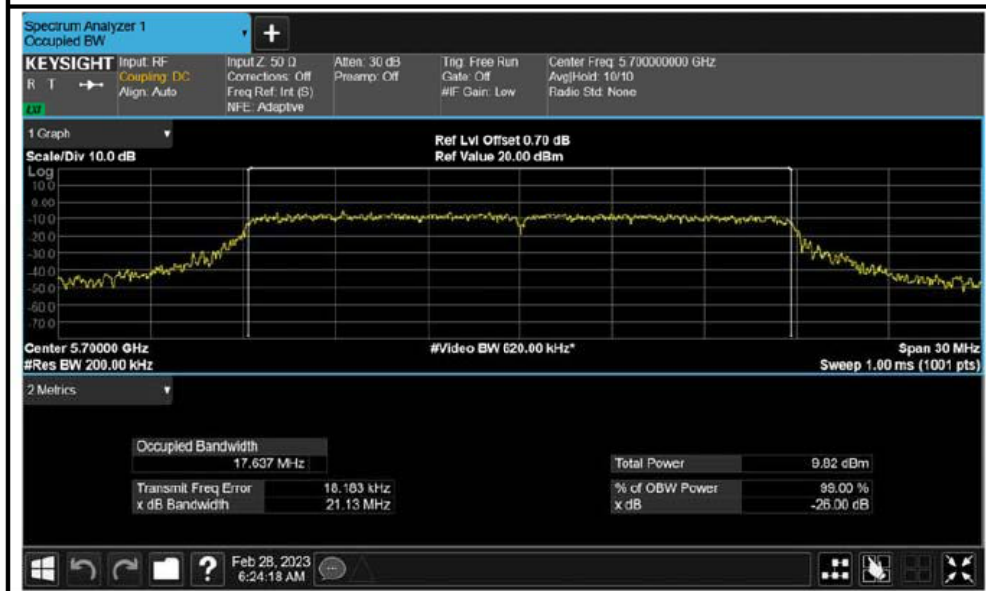 Spectrum Analyzer 1
Occupied BW
+
KEYSIGHT Input: RF Input Z: 50 Ω Atten: 30 dB Trig: Free Run Center Freq: 5.700000000 GHz
R T Coupling: DC Corrections: Off Preamp: Off Gate: Off Avg|Hold: 10/10
Align: Auto Freq Ref: Int (S) #IF Gain: Low Radio Std: None
LXI NFE: Adaptive
1 Graph
Ref Lvl Offset 0.70 dB
Scale/Div 10.0 dB Ref Value 20.00 dBm
Log
10.0
0.00
-10.0
-20.0
-30.0
-40.0
-50.0
-60.0
-70.0
Center 5.70000 GHz #Video BW 620.00 kHz* Span 30 MHz
#Res BW 200.00 kHz Sweep 1.00 ms (1001 pts)
2 Metrics
Occupied Bandwidth
17.637 MHz Total Power 9.82 dBm
Transmit Freq Error 18.183 kHz % of OBW Power 99.00 %
x dB Bandwidth 21.13 MHz x dB -26.00 dB
? Feb 28, 2023
6:24:18 AM